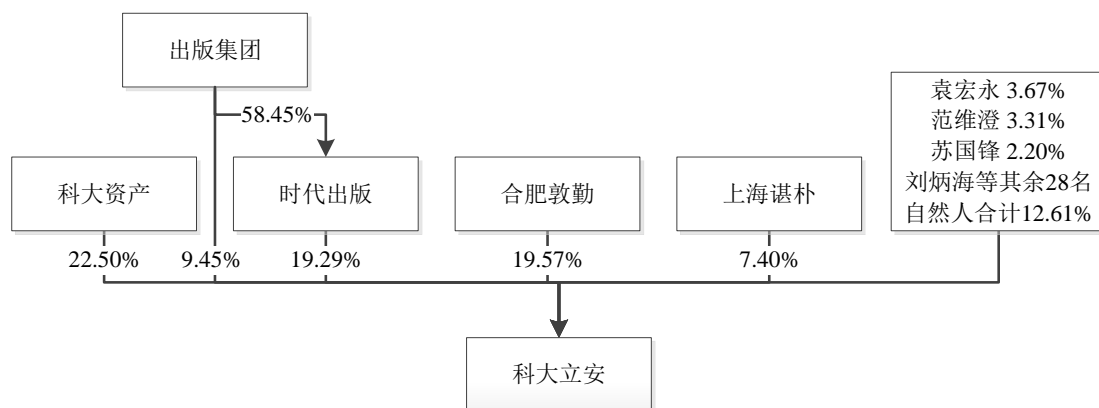 出版集团
58.45%
袁宏永 3.67%
范维澄 3.31%
苏国锋 2.20%
刘炳海等其余28名
自然人合计12.61%
科大资产
时代出版
合肥敦勤
上海谌朴
22.50%
9.45%
19.29%
19.57%
7.40%
科大立安